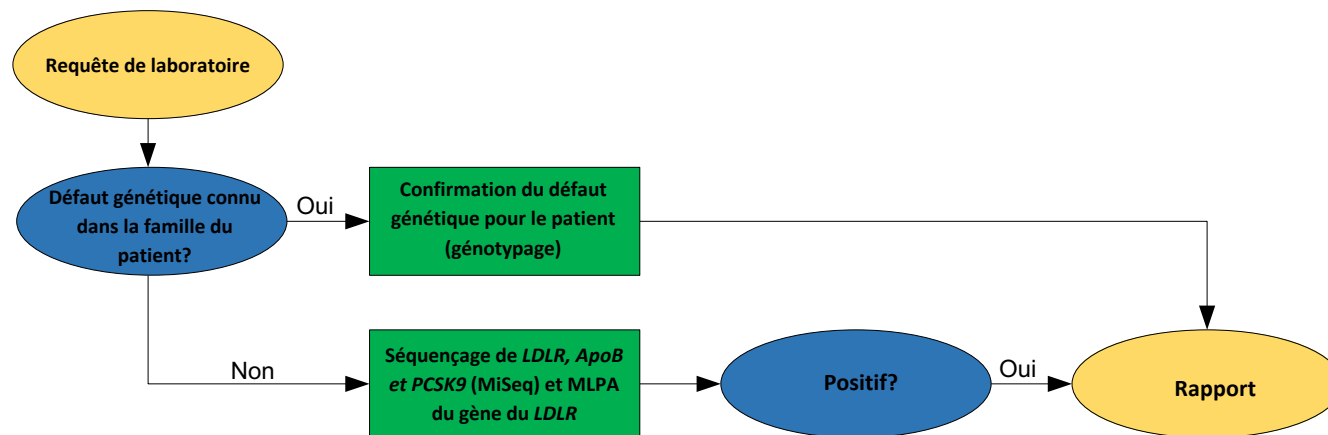 Requête de laboratoire
Défaut génétique connu
dans la famille du
patient?
Oui
Confirmation du défaut
génétique pour le patient
(génotypage)
Non
Séquençage de LDLR, ApoB
et PCSK9 (MiSeq) et MLPA
du gène du LDLR
Positif?
Oui
Rapport